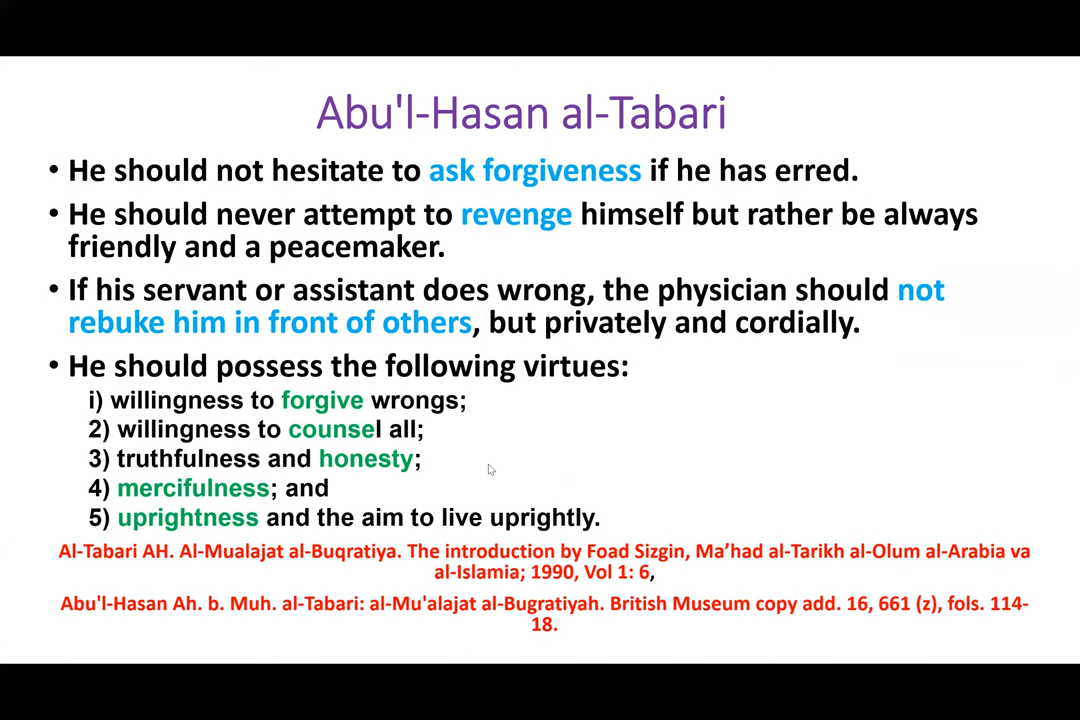 Abu'l-Hasan al-Tabari
• He should not hesitate to ask forgiveness if he has erred.
• He should never attempt to revenge himself but rather be always
friendly and a peacemaker.
• If his servant or assistant does wrong, the physician should not
rebuke him in front of others, but privately and cordially.
• He should possess the following virtues:
i) willingness to forgive wrongs;
2) willingness to counsel all;
3) truthfulness and honesty;
4) mercifulness; and
5) uprightness and the aim to live uprightly.
Al-Tabari AH. Al-Mualajat al-Buqratiya. The introduction by Foad Sizgin, Ma’had al-Tarikh al-Olum al-Arabia va
al-Islamia; 1990, Vol 1: 6,
Abu'l-Hasan Ah. b. Muh. al-Tabari: al-Mu'alajat al-Bugratiyah. British Museum copy add. 16, 661 (z), fols. 114-
18.